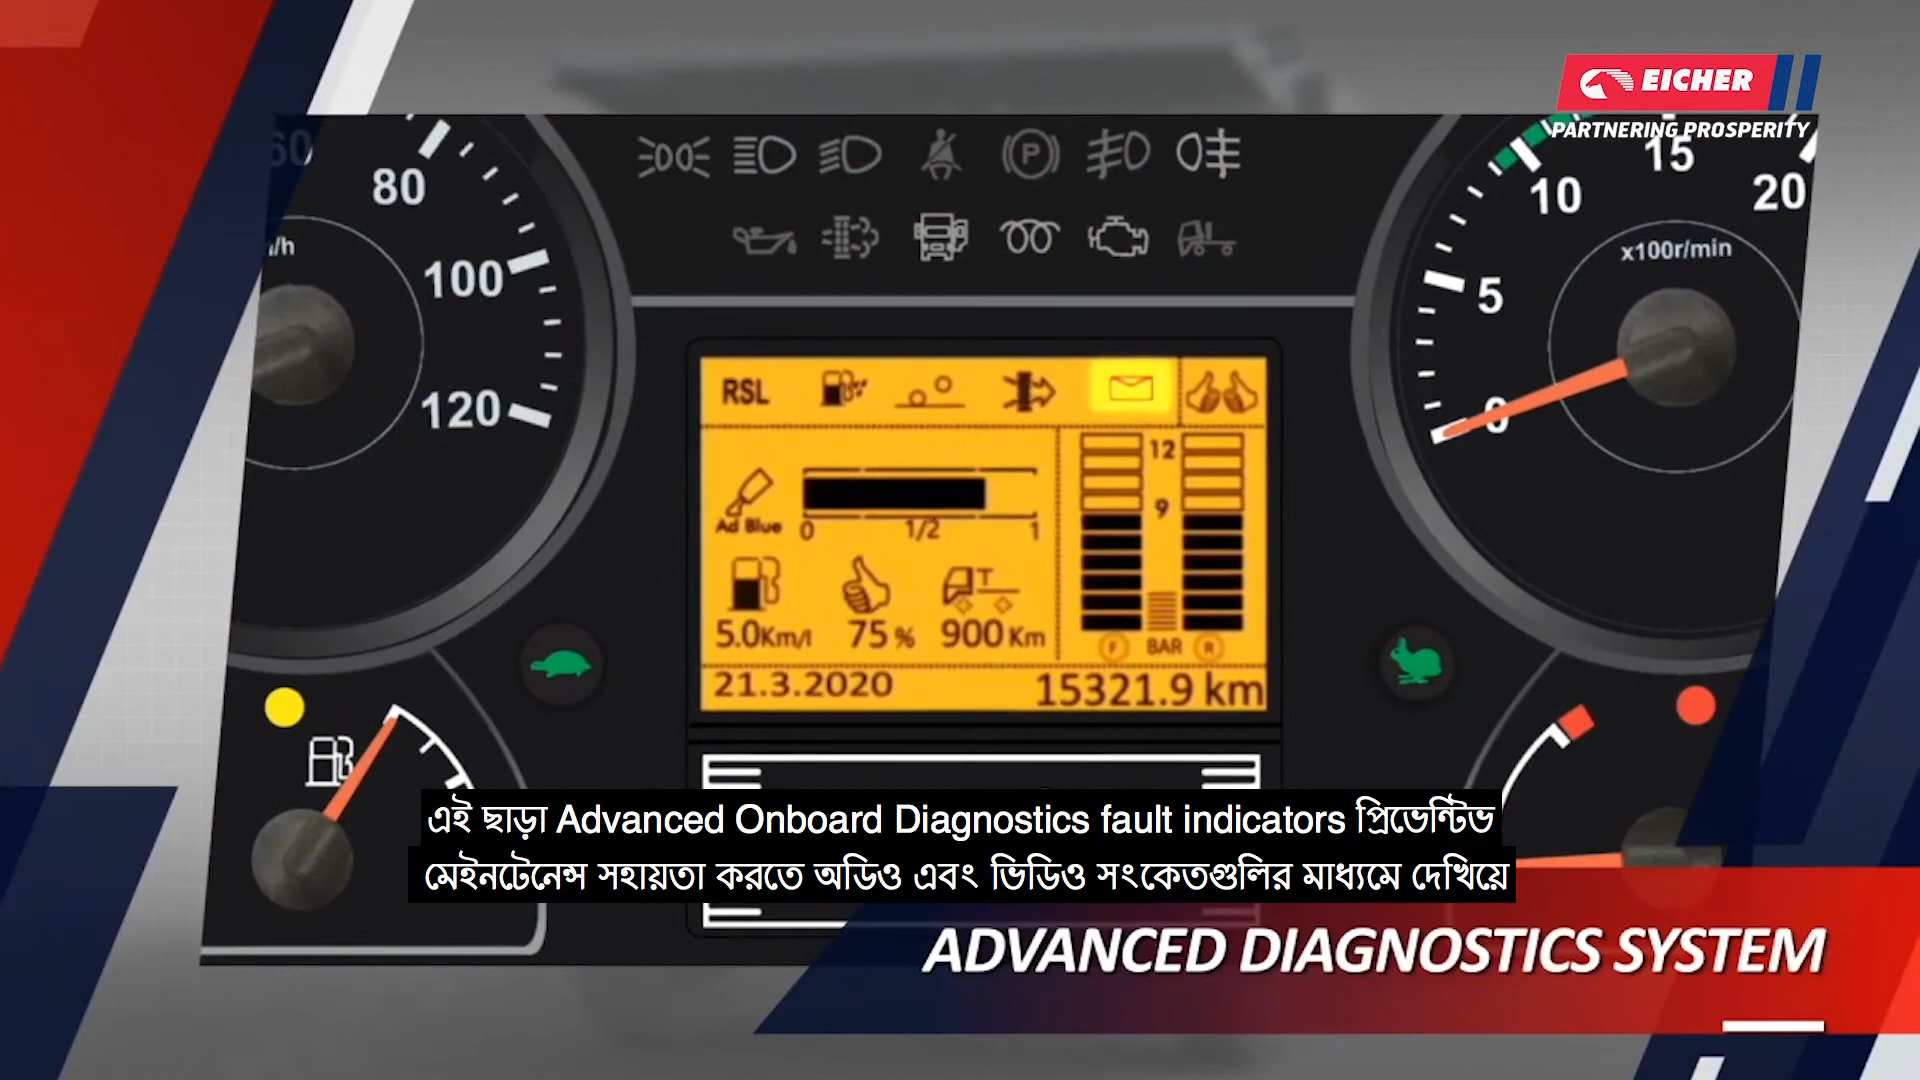 EICHER
PARTNERING PROSPERITY
60
80
100
120
10
15
20
x100r/min
5
0
RSL
12
9
Ad Blue
0 1/2 1
T
5.0Km/l 75 % 900 Km
F BAR R
21.3.2020 15321.9 km
P
এই ছাড়া Advanced Onboard Diagnostics fault indicators প্রিভেন্টিভ
মেইনটেনেন্স সহায়তা করতে অডিও এবং ভিডিও সংকেতগুলির মাধ্যমে দেখিয়ে
ADVANCED DIAGNOSTICS SYSTEM